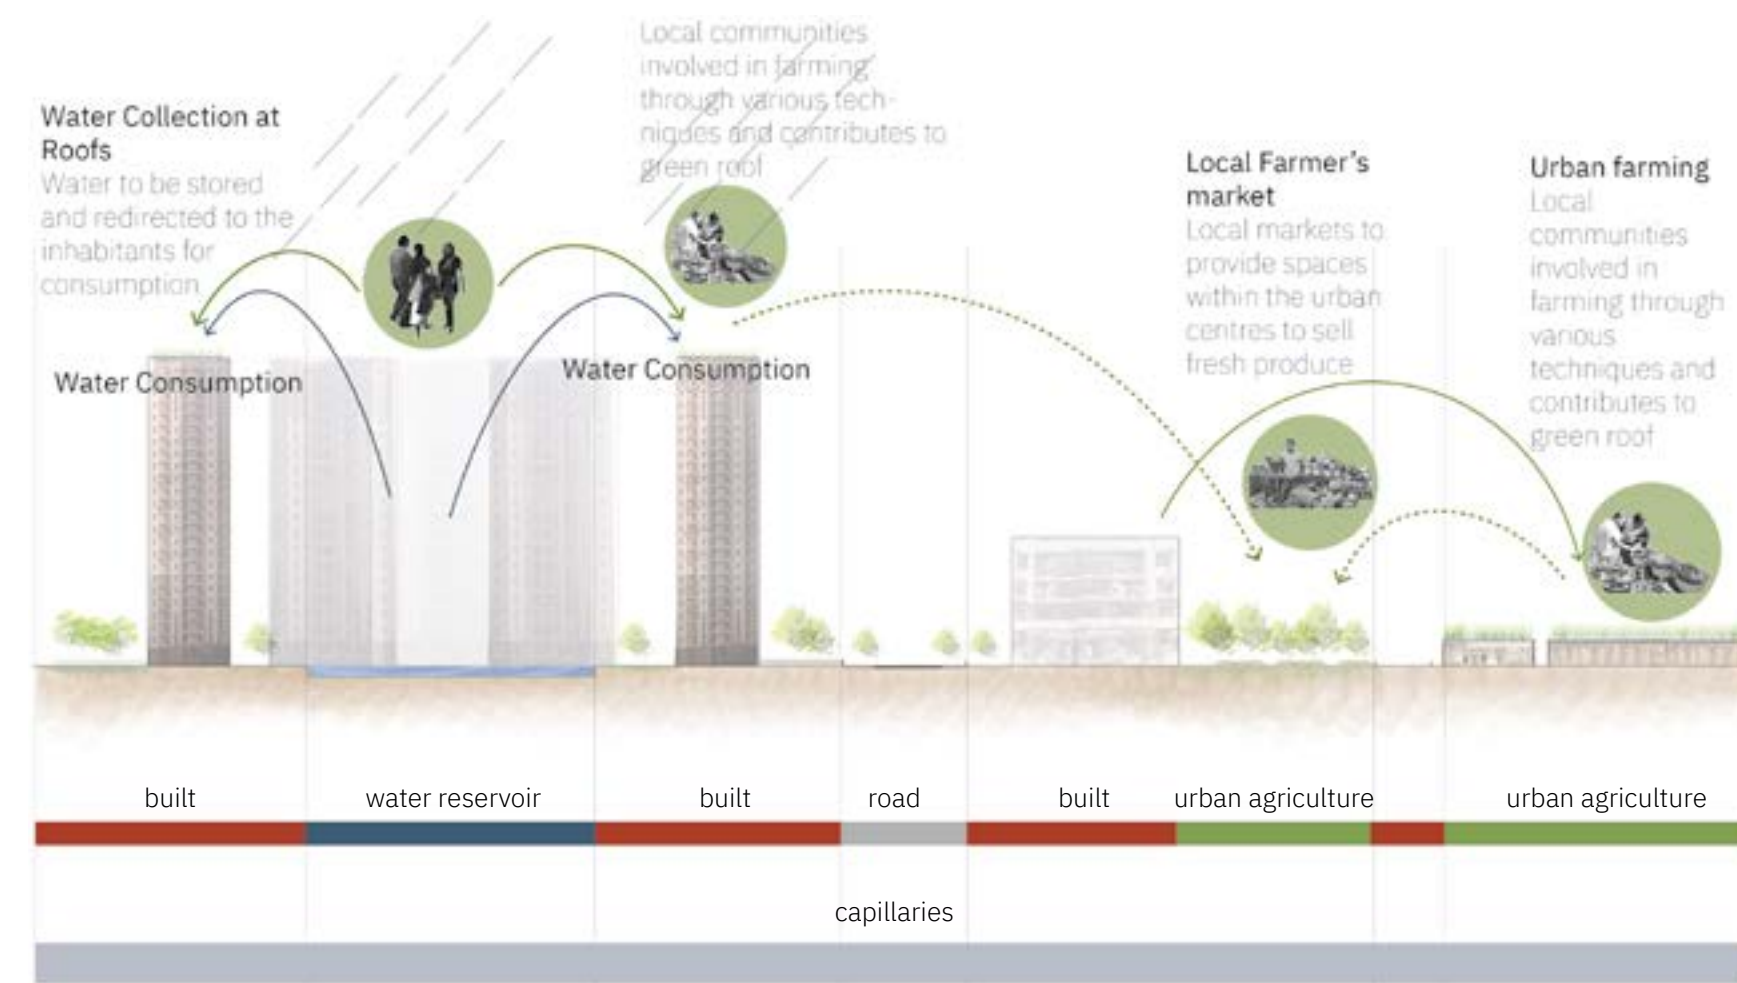 Local communities
involved in farming
through various tech-
niques and contributes to
green roof
Water Collection at
Roofs
Water to be stored
and redirected to the
inhabitants for
consumption
Local Farmer's
market
Local markets to
provide spaces
within the urban
centres to sell
fresh produce
Urban farming
Local
communities
involved in
farming through
various
techniques and
contributes to
green roof
Water Consumption
Water Consumption
built
water reservoir
built
road
built
urban agriculture
urban agriculture
capillaries